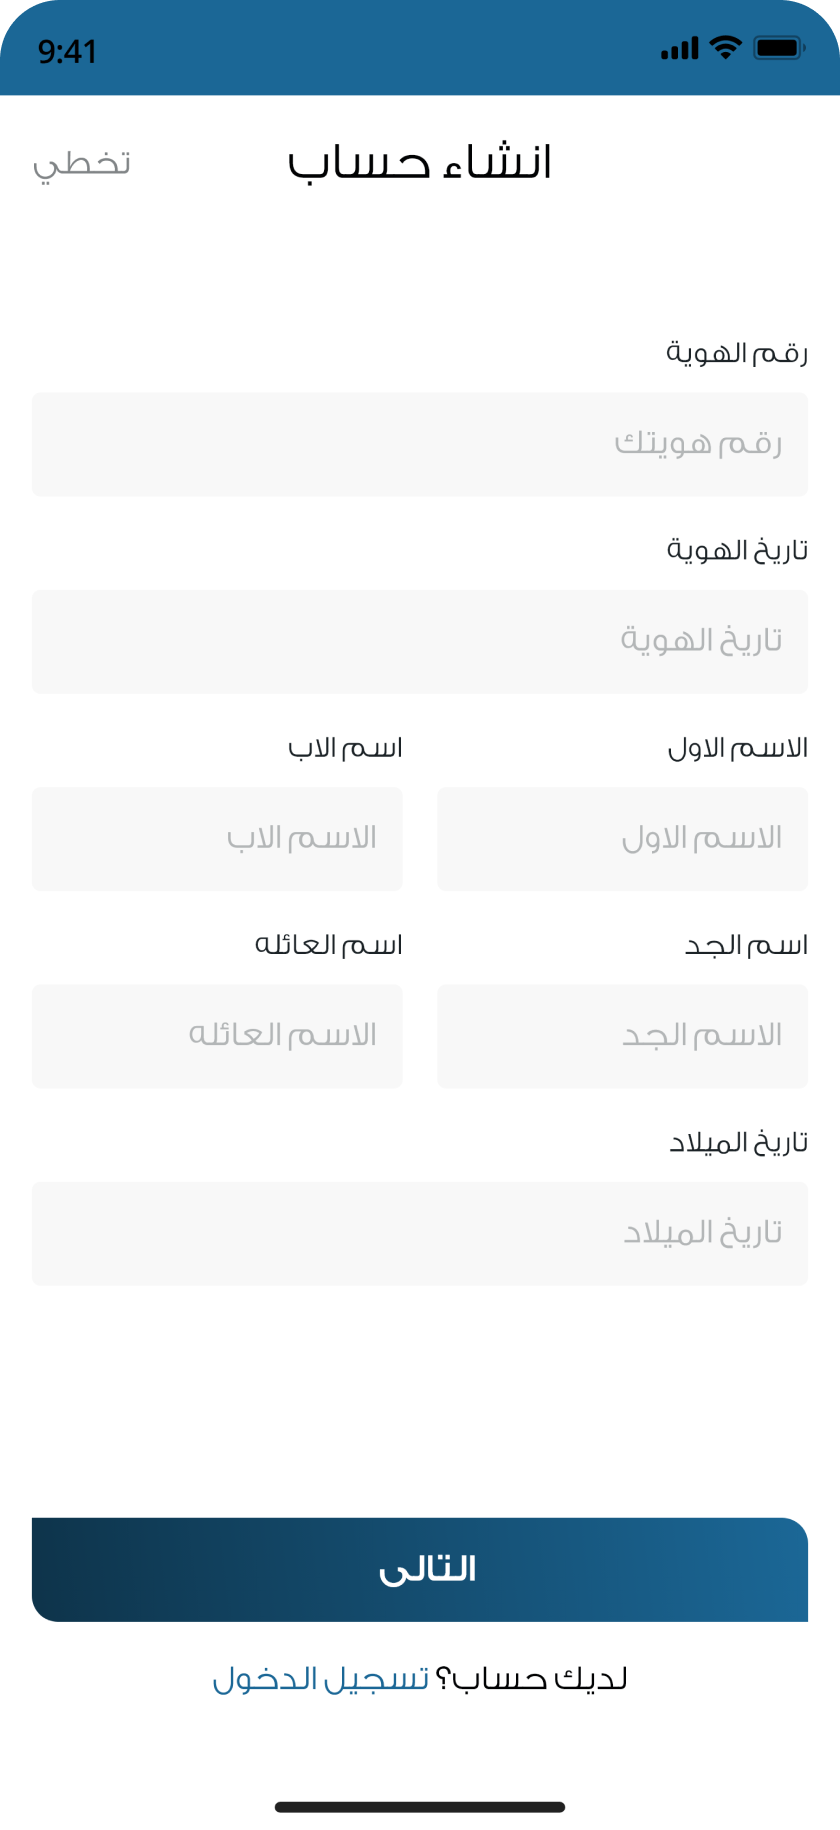 9:41
انشاء حساب
تخطي
رقم الهوية
رقم هويتك
تاريخ الهوية
تاريخ الهوية
الاسم الاول
اسم الاب
الاسم الاول
الاسم الاب
اسم الجد
اسم العائله
الاسم الجد
الاسم العائله
تاريخ الميلاد
تاريخ الميلاد
التالى
لديك حساب؟ تسجيل الدخول